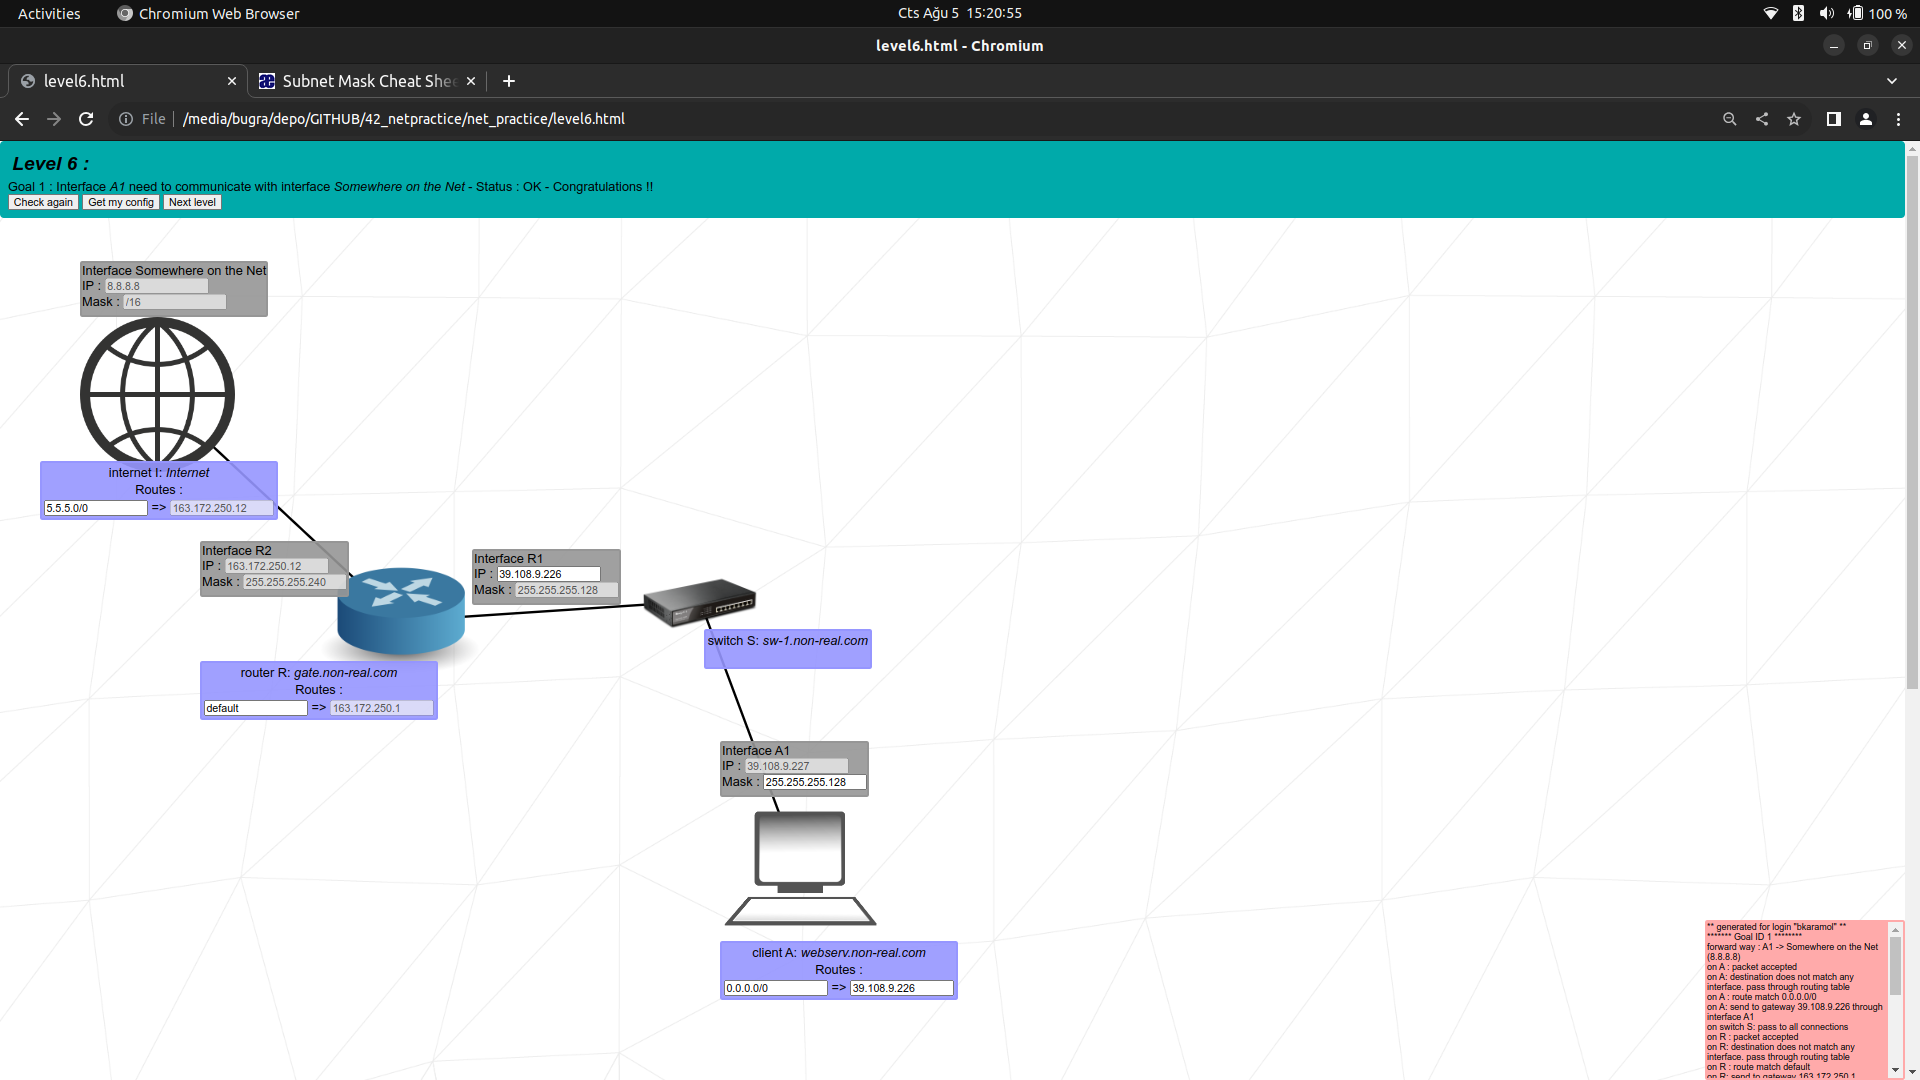 Activities
Chromium Web Browser
Cts Ağu 5 15:20:55
100 %
level6.html - Chromium
level6.html
Subnet Mask Cheat Shee
File
/media/bugra/depo/GITHUB/42_netpractice/net_practice/level6.html
Level 6 :
Goal 1 : Interface A1 need to communicate with interface Somewhere on the Net - Status : OK - Congratulations !!
Check again Get my config Next level
Interface Somewhere on the Net
IP : 8.8.8.8
Mask : /16
internet I: Internet
Routes :
5.5.5.0/0 => 163.172.250.12
Interface R2
IP : 163.172.250.12
Mask : 255.255.255.240
Interface R1
IP : 39.108.9.226
Mask : 255.255.255.128
switch S: sw-1.non-real.com
router R: gate.non-real.com
Routes :
default => 163.172.250.1
Interface A1
IP : 39.108.9.227
Mask : 255.255.255.128
client A: webserv.non-real.com
Routes :
0.0.0.0/0 => 39.108.9.226
** generated for login "bkaramol" **
******* Goal ID 1 ********
forward way : A1 -> Somewhere on the Net
(8.8.8.8)
on A : packet accepted
on A: destination does not match any
interface. pass through routing table
on A : route match 0.0.0.0/0
on A: send to gateway 39.108.9.226 through
interface A1
on switch S: pass to all connections
on R : packet accepted
on R: destination does not match any
interface. pass through routing table
on R : route match default
on R: send to gateway 163.172.250.1